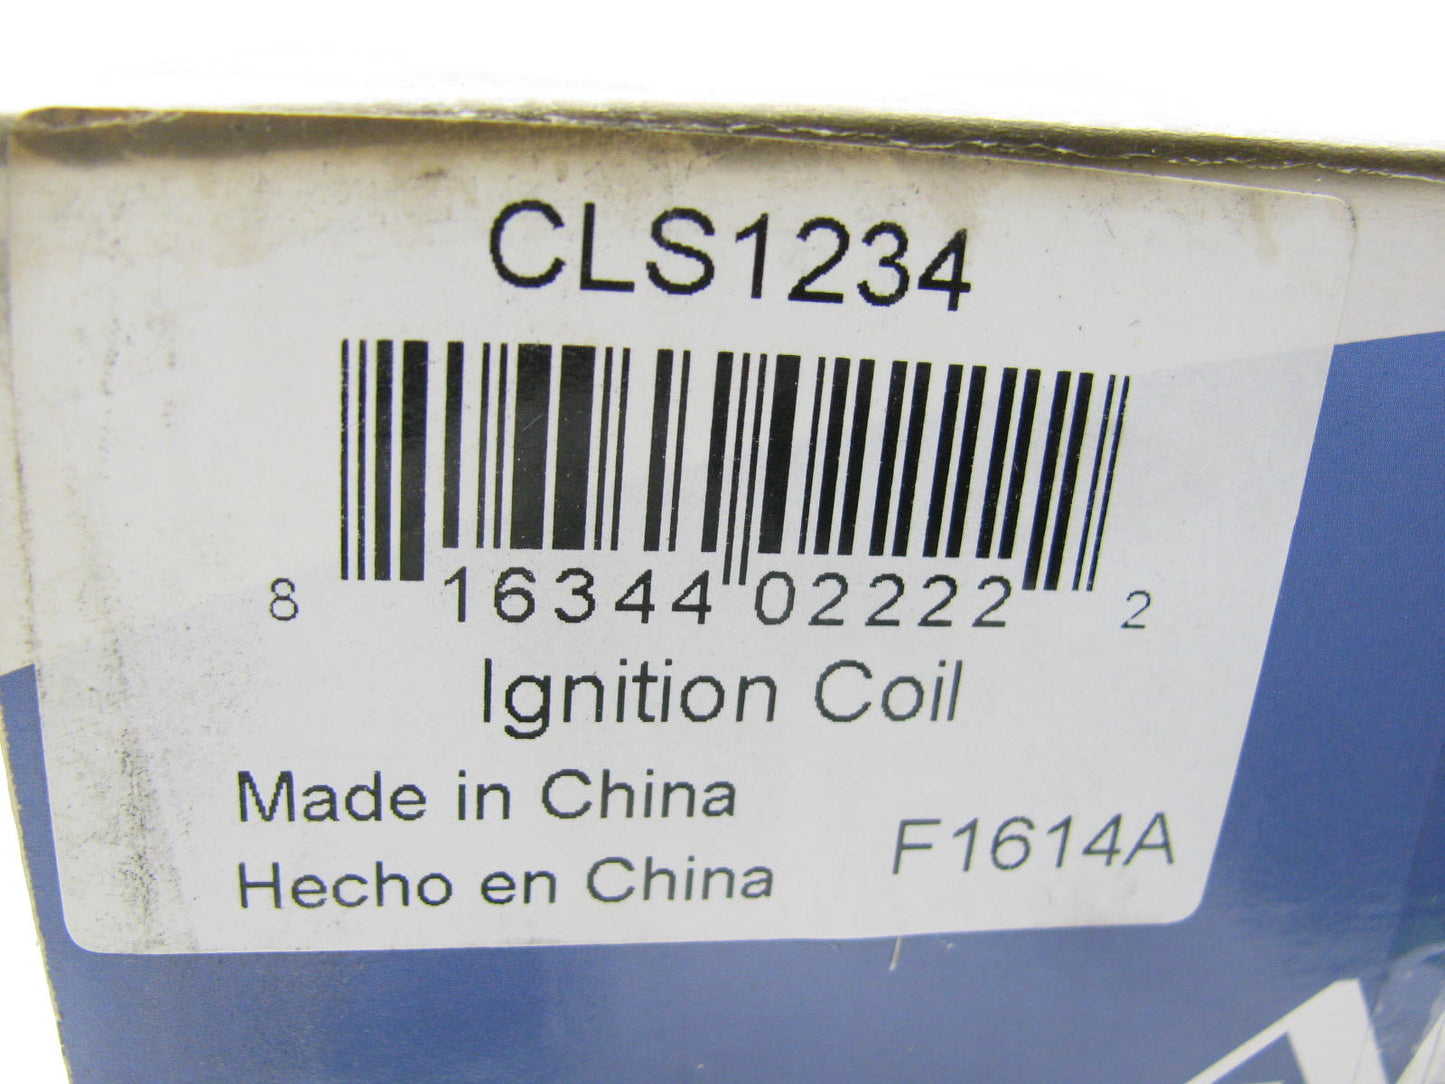 CLS1234
8 16344 02222 2
Ignition Coil
Made in China
Hecho en China
F1614A